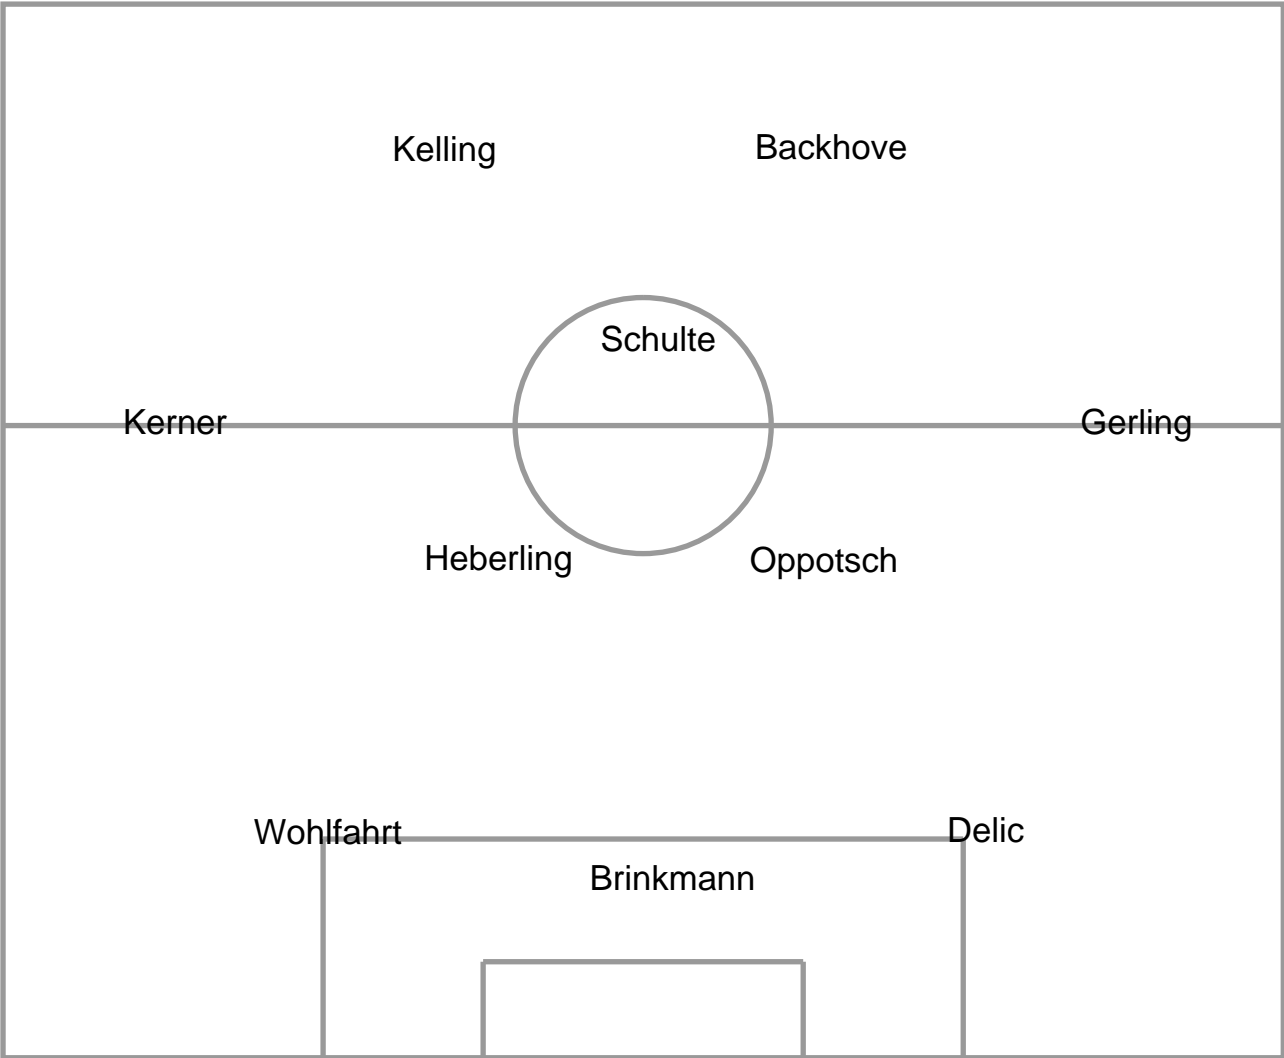 Kelling Backhove
Schulte
Kerner Gerling
Heberling Oppotsch
Wohlfahrt Delic
Brinkmann